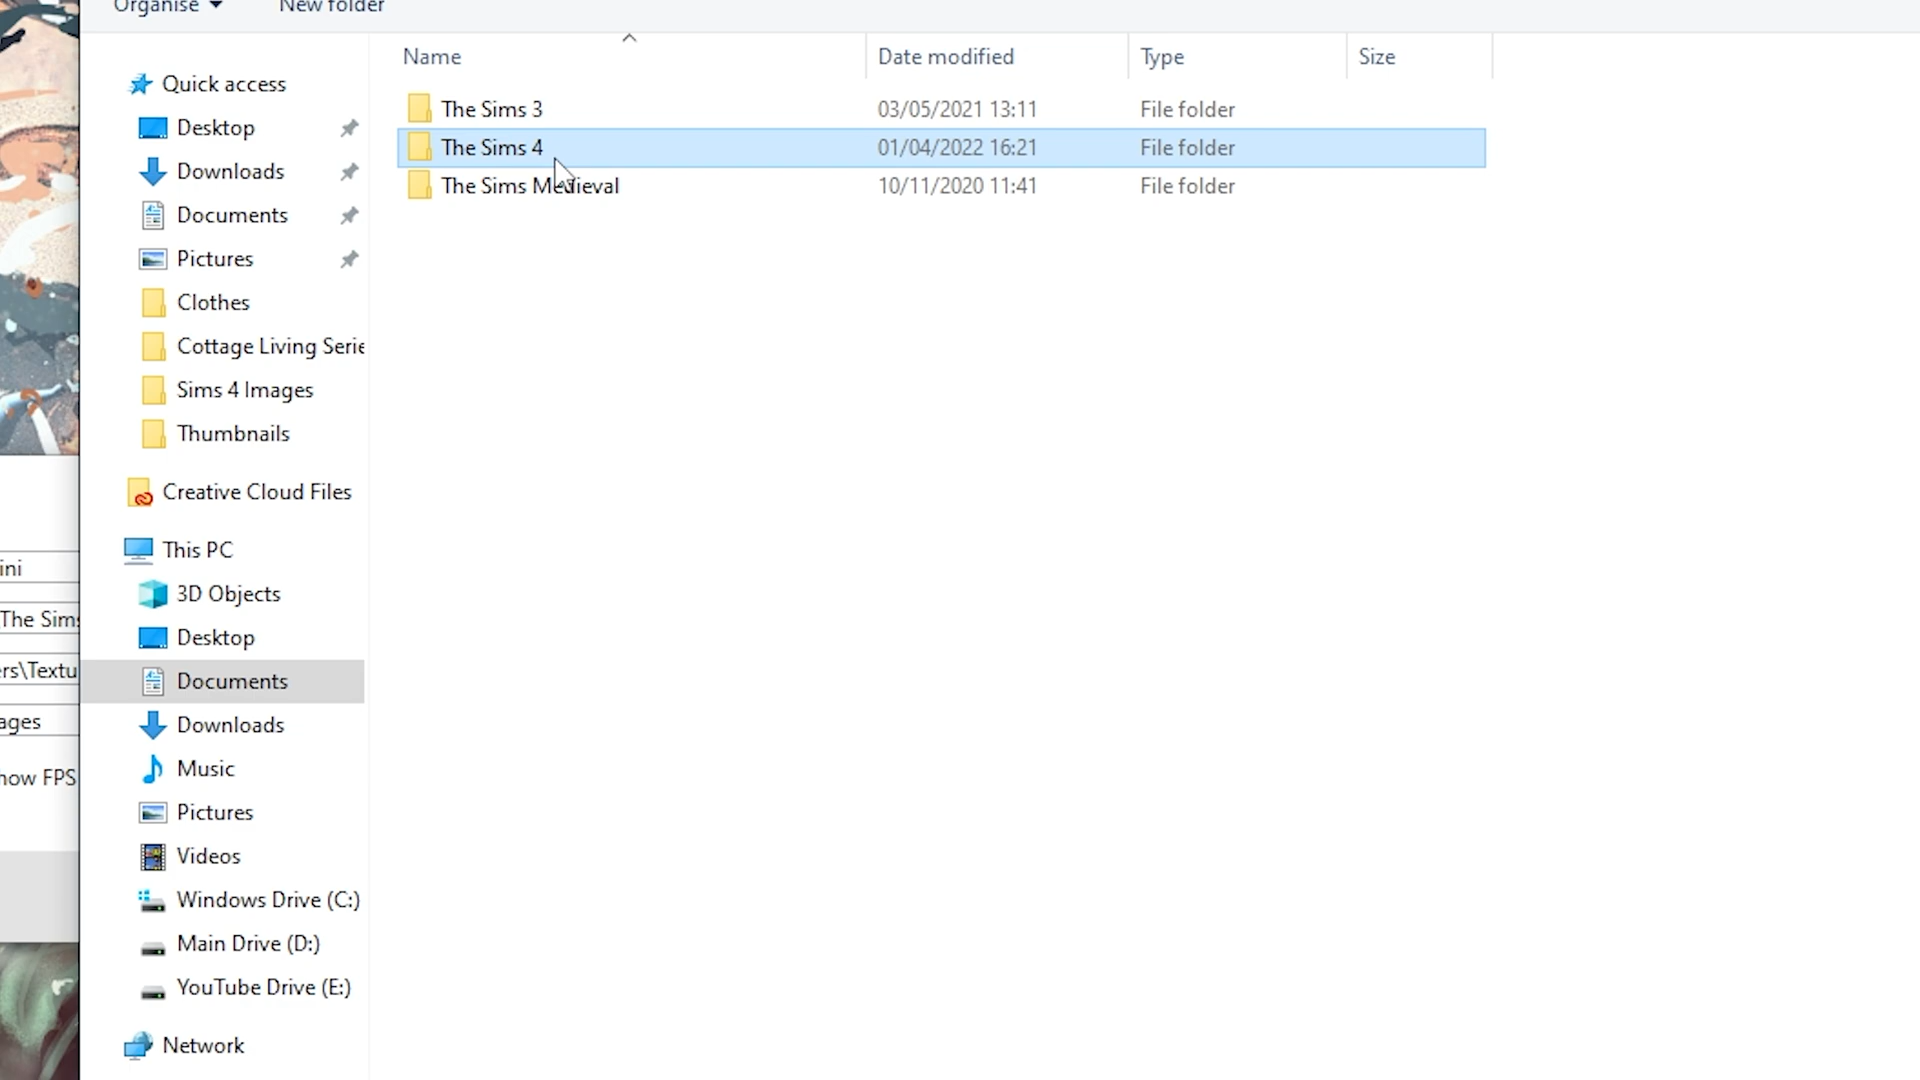 Organise New folder
Name Date modified Type Size
The Sims 3 03/05/2021 13:11 File folder
The Sims 4 01/04/2022 16:21 File folder
The Sims Medieval 10/11/2020 11:41 File folder
Quick access
Desktop
Downloads
Documents
Pictures
Clothes
Cottage Living Serie
Sims 4 Images
Thumbnails
Creative Cloud Files
This PC
3D Objects
Desktop
Documents
Downloads
Music
Pictures
Videos
Windows Drive (C:)
Main Drive (D:)
YouTube Drive (E:)
Network
ini
The Sims
rs\Textu
ages
how FPS